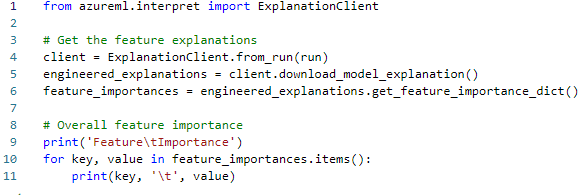 1 from azureml.interpret import ExplanationClient
2
3 # Get the feature explanations
4 client = ExplanationClient.from_run(run)
5 engineered_explanations = client.download_model_explanation()
6 feature_importances = engineered_explanations.get_feature_importance_dict()
7
8 # Overall feature importance
9 print('Feature\tImportance')
10 for key, value in feature_importances.items():
11     print(key, '\t', value)